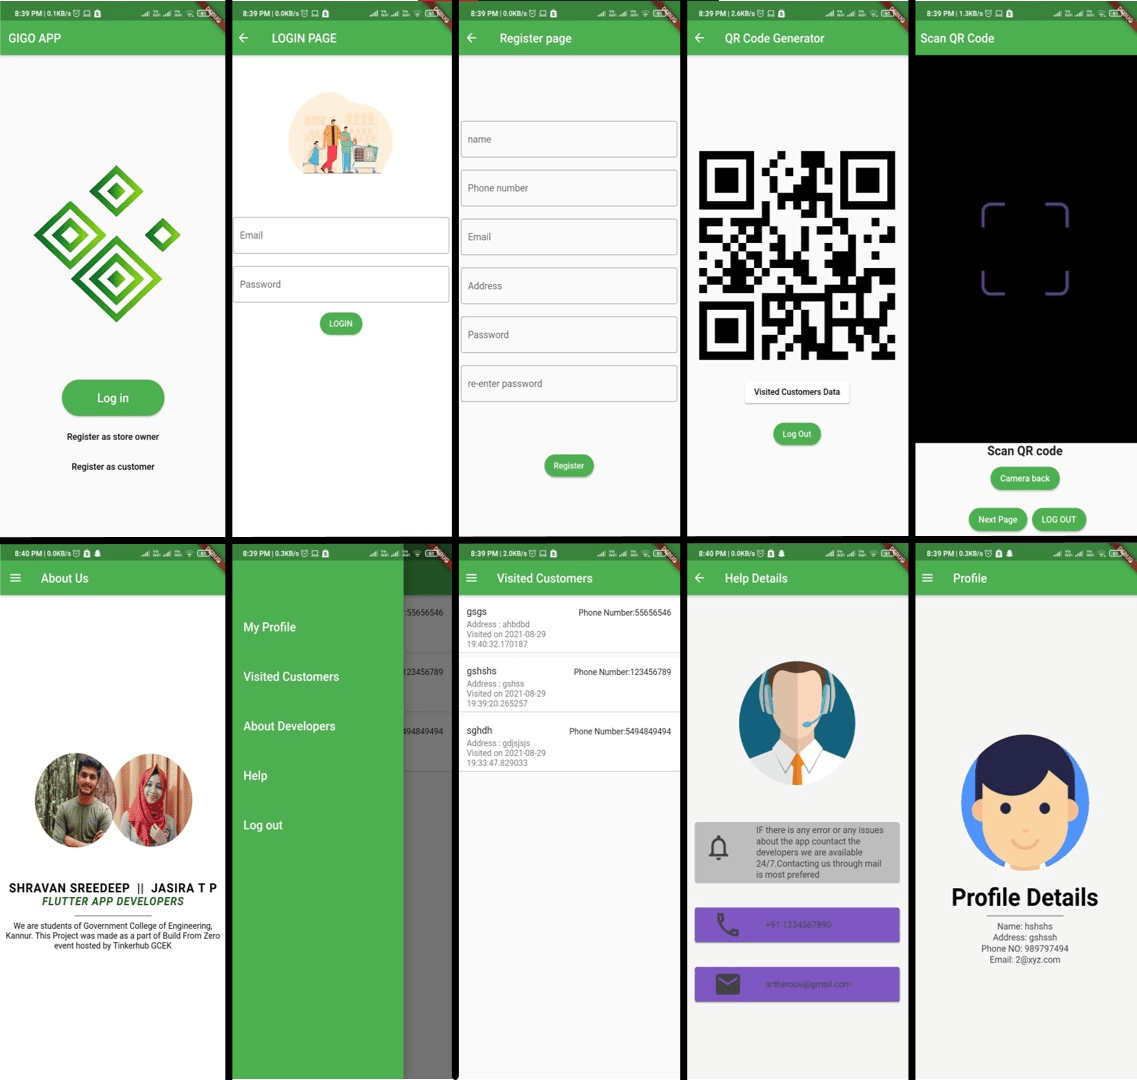 8:39 PM | 0.1KB/s
GIGO APP
Log in
Register as store owner
Register as customer
8:39 PM | 0.0KB/s
LOGIN PAGE
Email
Password
LOGIN
8:39 PM | 0.0KB/s
Register page
name
Phone number
Email
Address
Password
re-enter password
Register
8:39 PM | 2.6KB/s
QR Code Generator
Visited Customers Data
Log Out
8:39 PM | 1.3KB/s
Scan QR Code
Scan QR code
Camera back
Next Page
LOG OUT
8:40 PM | 0.0KB/s
About Us
SHRAVAN SREEDEEP || JASIRA T P
FLUTTER APP DEVELOPERS
We are students of Government College of Engineering,
Kannur. This Project was made as a part of Build From Zero
event hosted by Tinkerhub GCEK
8:39 PM | 0.3KB/s
My Profile
Visited Customers
About Developers
Help
Log out
:55656546
123456789
494849494
8:39 PM | 2.0KB/s
Visited Customers
gsgs
Phone Number:55656546
Address : ahbdbd
Visited on 2021-08-29
19:40:32.170187
gshshs
Phone Number:123456789
Address : gshss
Visited on 2021-08-29
19:39:20.265257
sghdh
Phone Number:5494849494
Address : gdjsjsjs
Visited on 2021-08-29
19:33:47.829033
8:40 PM | 0.0KB/s
Help Details
IF there is any error or any issues
about the app countact the
developers we are available
24/7.Contacting us through mail
is most prefered
+91 1234567890
artheroov@gmail.com
8:39 PM | 0.3KB/s
Profile
Profile Details
Name: hshshs
Address: gshssh
Phone NO: 989797494
Email: 2@xyz.com